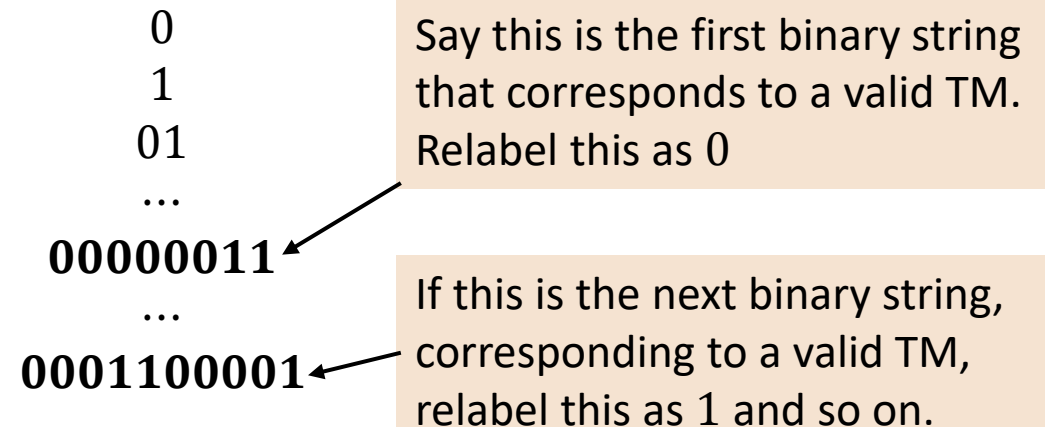 0
1
01
...
00000011
...
0001100001
Say this is the first binary string
that corresponds to a valid TM.
Relabel this as 0
If this is the next binary string,
corresponding to a valid TM,
relabel this as 1 and so on.